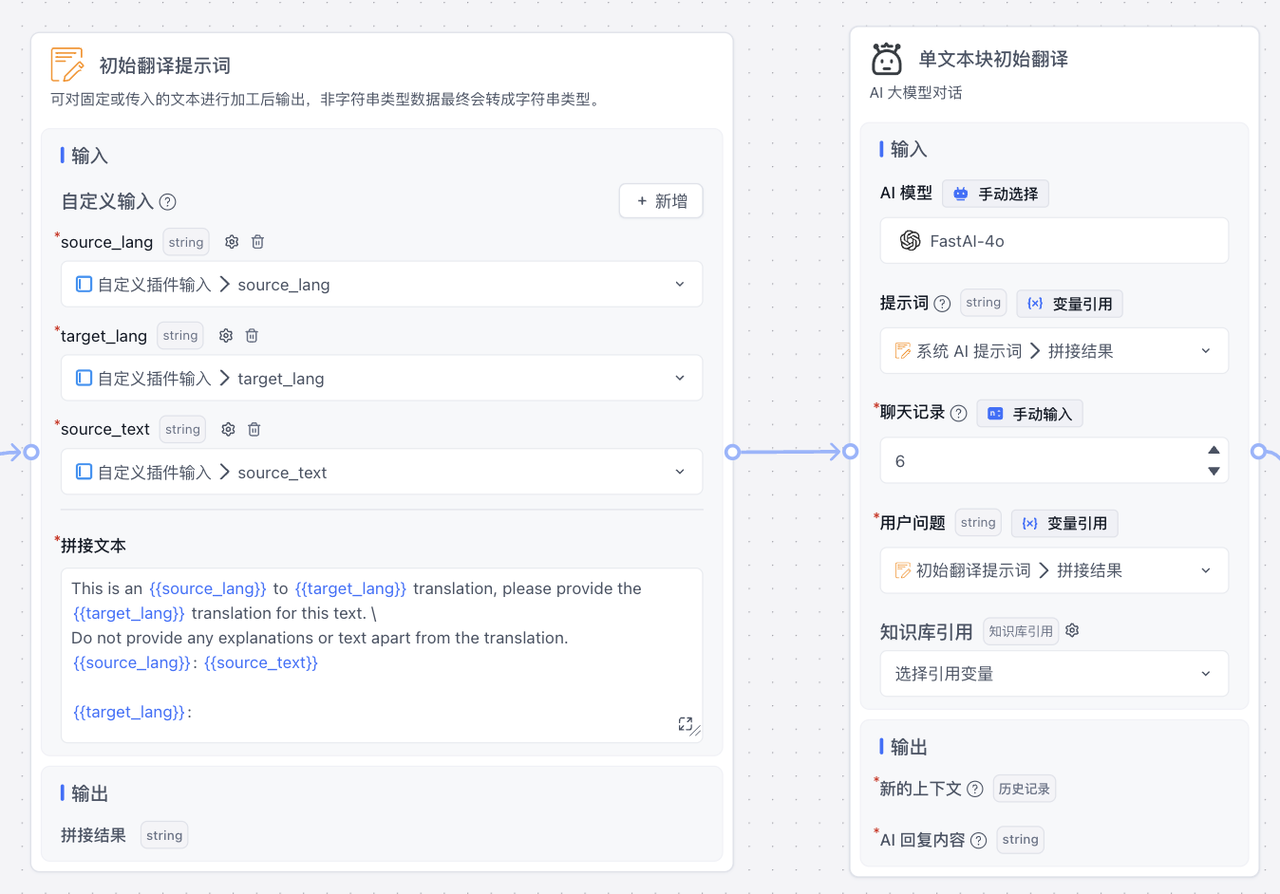 初始翻译提示词
可对固定或传入的文本进行加工后输出，非字符串类型数据最终会转成字符串类型。
输入
自定义输入 ?
+ 新增
*source_lang string
自定义插件输入 > source_lang
*target_lang string
自定义插件输入 > target_lang
*source_text string
自定义插件输入 > source_text
*拼接文本
This is an {{source_lang}} to {{target_lang}} translation, please provide the
{{target_lang}} translation for this text. \
Do not provide any explanations or text apart from the translation.
{{source_lang}}: {{source_text}}
{{target_lang}}:
输出
拼接结果 string
单文本块初始翻译
AI 大模型对话
输入
AI 模型 手动选择
FastAI-4o
提示词 ? string {x} 变量引用
系统 AI 提示词 > 拼接结果
*聊天记录 ? 手动输入
6
*用户问题 string {x} 变量引用
初始翻译提示词 > 拼接结果
知识库引用 知识库引用
选择引用变量
输出
*新的上下文 ? 历史记录
*AI 回复内容 ? string